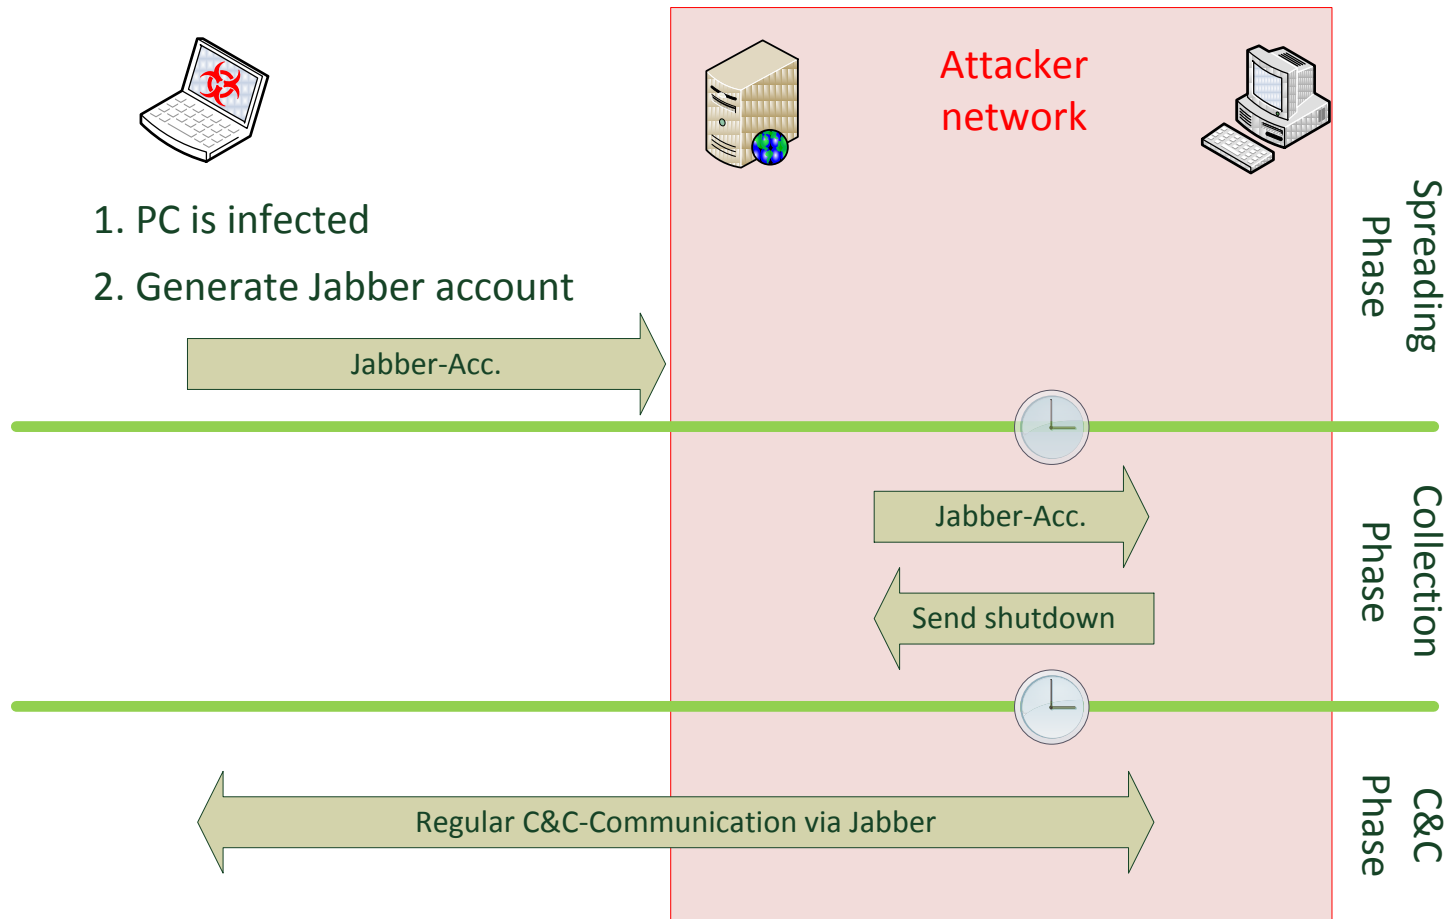 Attacker
network
1. PC is infected
2. Generate Jabber account
Jabber-Acc.
Spreading
Phase
Jabber-Acc.
Send shutdown
Collection
Phase
Regular C&C-Communication via Jabber
C&C
Phase